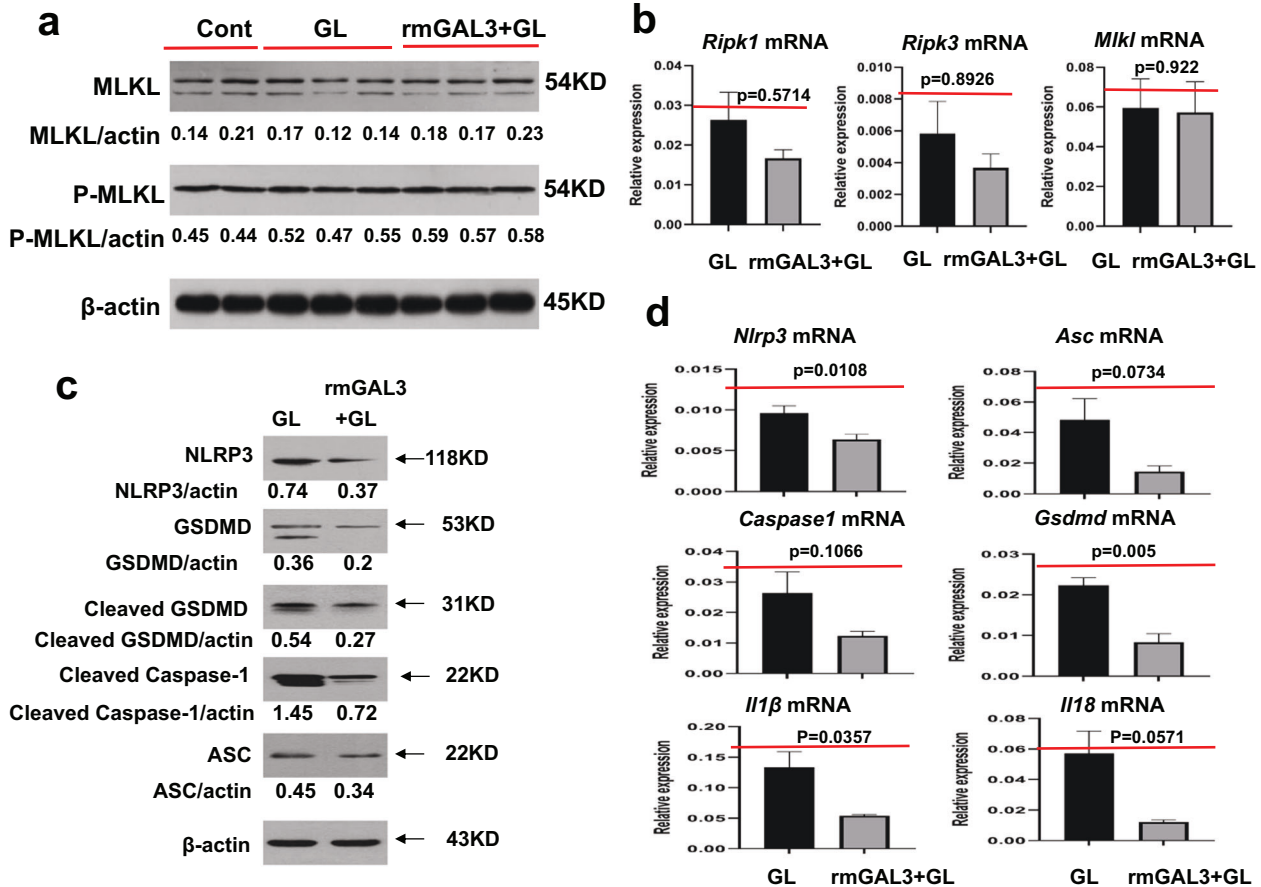 a
Cont GL rmGAL3+GL
MLKL 54KD
MLKL/actin 0.14 0.21 0.17 0.12 0.14 0.18 0.17 0.23
P-MLKL 54KD
P-MLKL/actin 0.45 0.44 0.52 0.47 0.55 0.59 0.57 0.58
β-actin 45KD
b
Ripk1 mRNA
Relative expression
0.04
0.03
0.02
0.01
0.00
p=0.5714
GL rmGAL3+GL
Ripk3 mRNA
Relative expression
0.010
0.008
0.006
0.004
0.002
0.000
p=0.8926
GL rmGAL3+GL
Mlkl mRNA
Relative expression
0.08
0.06
0.04
0.02
0.00
p=0.922
GL rmGAL3+GL
c
GL rmGAL3
+GL
NLRP3 118KD
NLRP3/actin 0.74 0.37
GSDMD 53KD
GSDMD/actin 0.36 0.2
Cleaved GSDMD 31KD
Cleaved GSDMD/actin 0.54 0.27
Cleaved Caspase-1 22KD
Cleaved Caspase-1/actin 1.45 0.72
ASC 22KD
ASC/actin 0.45 0.34
β-actin 43KD
d
Nlrp3 mRNA
Relative expression
0.015
0.010
0.005
0.000
p=0.0108
Asc mRNA
Relative expression
0.08
0.06
0.04
0.02
0.00
p=0.0734
Caspase1 mRNA
Relative expression
0.04
0.03
0.02
0.01
0.00
p=0.1066
Gsdmd mRNA
Relative expression
0.03
0.02
0.01
0.00
p=0.005
Il1β mRNA
Relative expression
0.20
0.15
0.10
0.05
0.00
P=0.0357
GL rmGAL3+GL
Il18 mRNA
Relative expression
0.08
0.06
0.04
0.02
0.00
P=0.0571
GL rmGAL3+GL